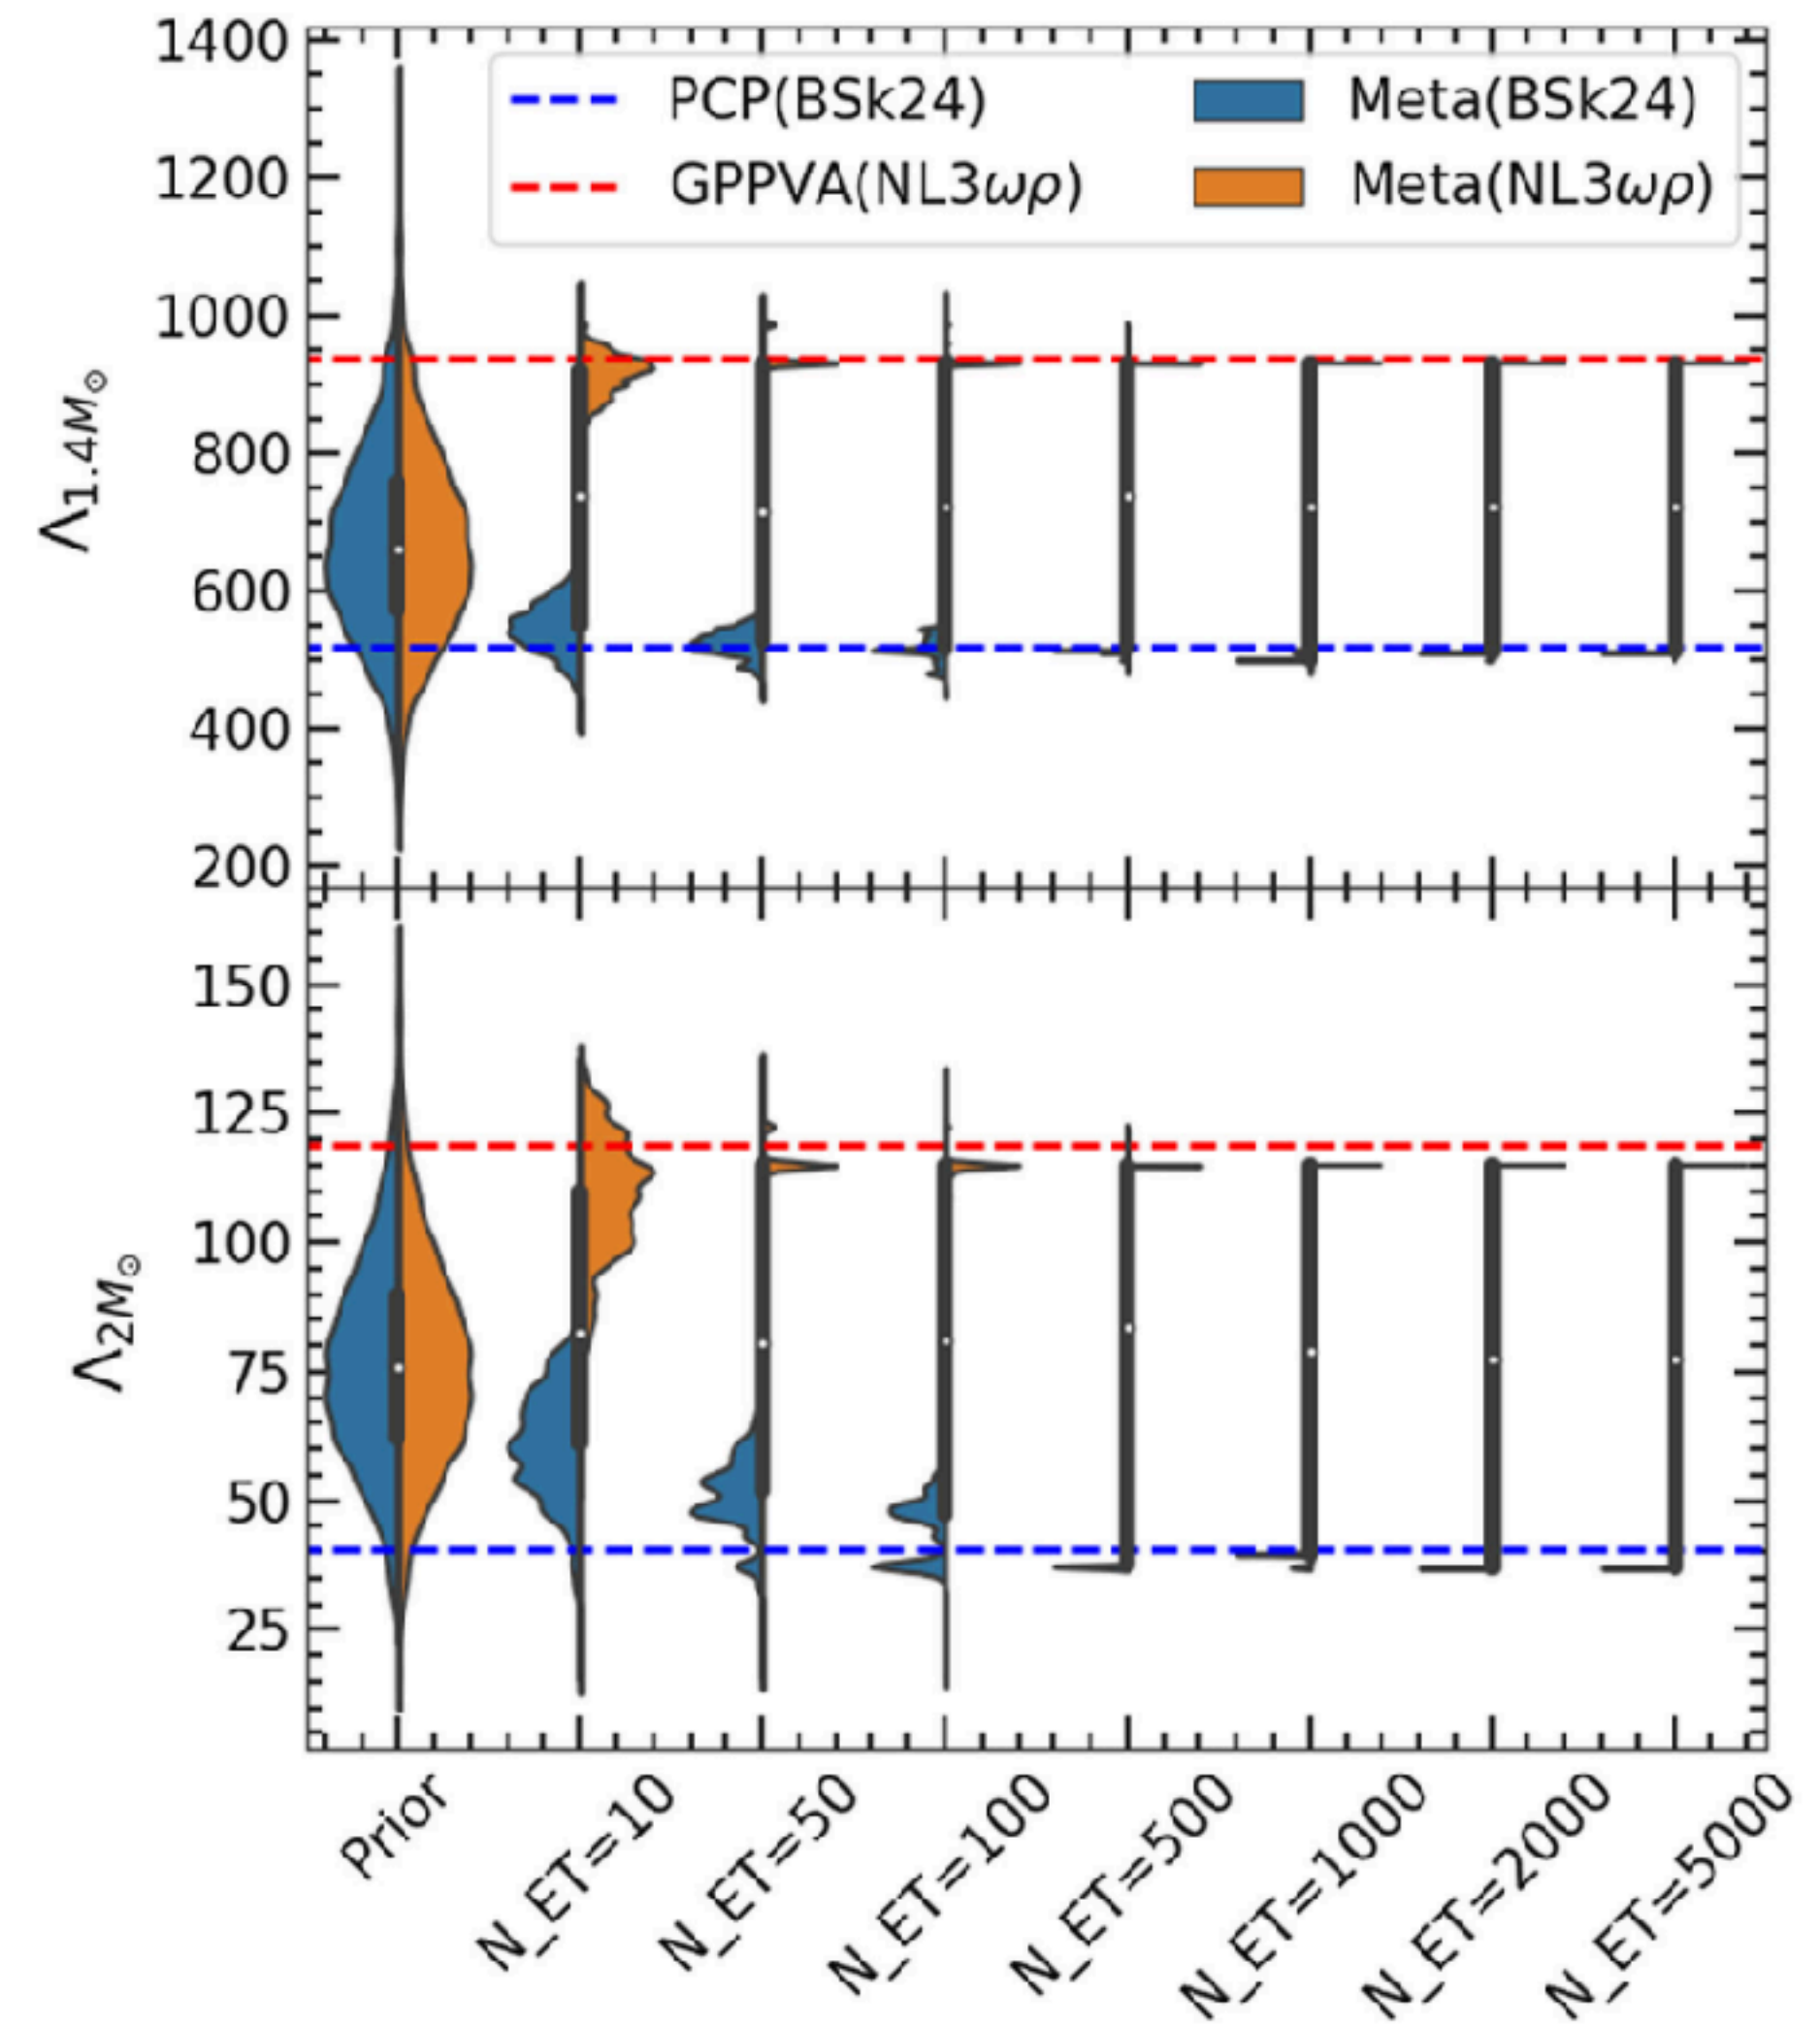 PCP(BSk24)
GPPVA(NL3ωρ)
Meta(BSk24)
Meta(NL3ωρ)
Λ1.4M⊙
1400
1200
1000
800
600
400
200
Λ2M⊙
150
125
100
75
50
25
Prior
N_ET=10
N_ET=50
N_ET=100
N_ET=500
N_ET=1000
N_ET=2000
N_ET=5000